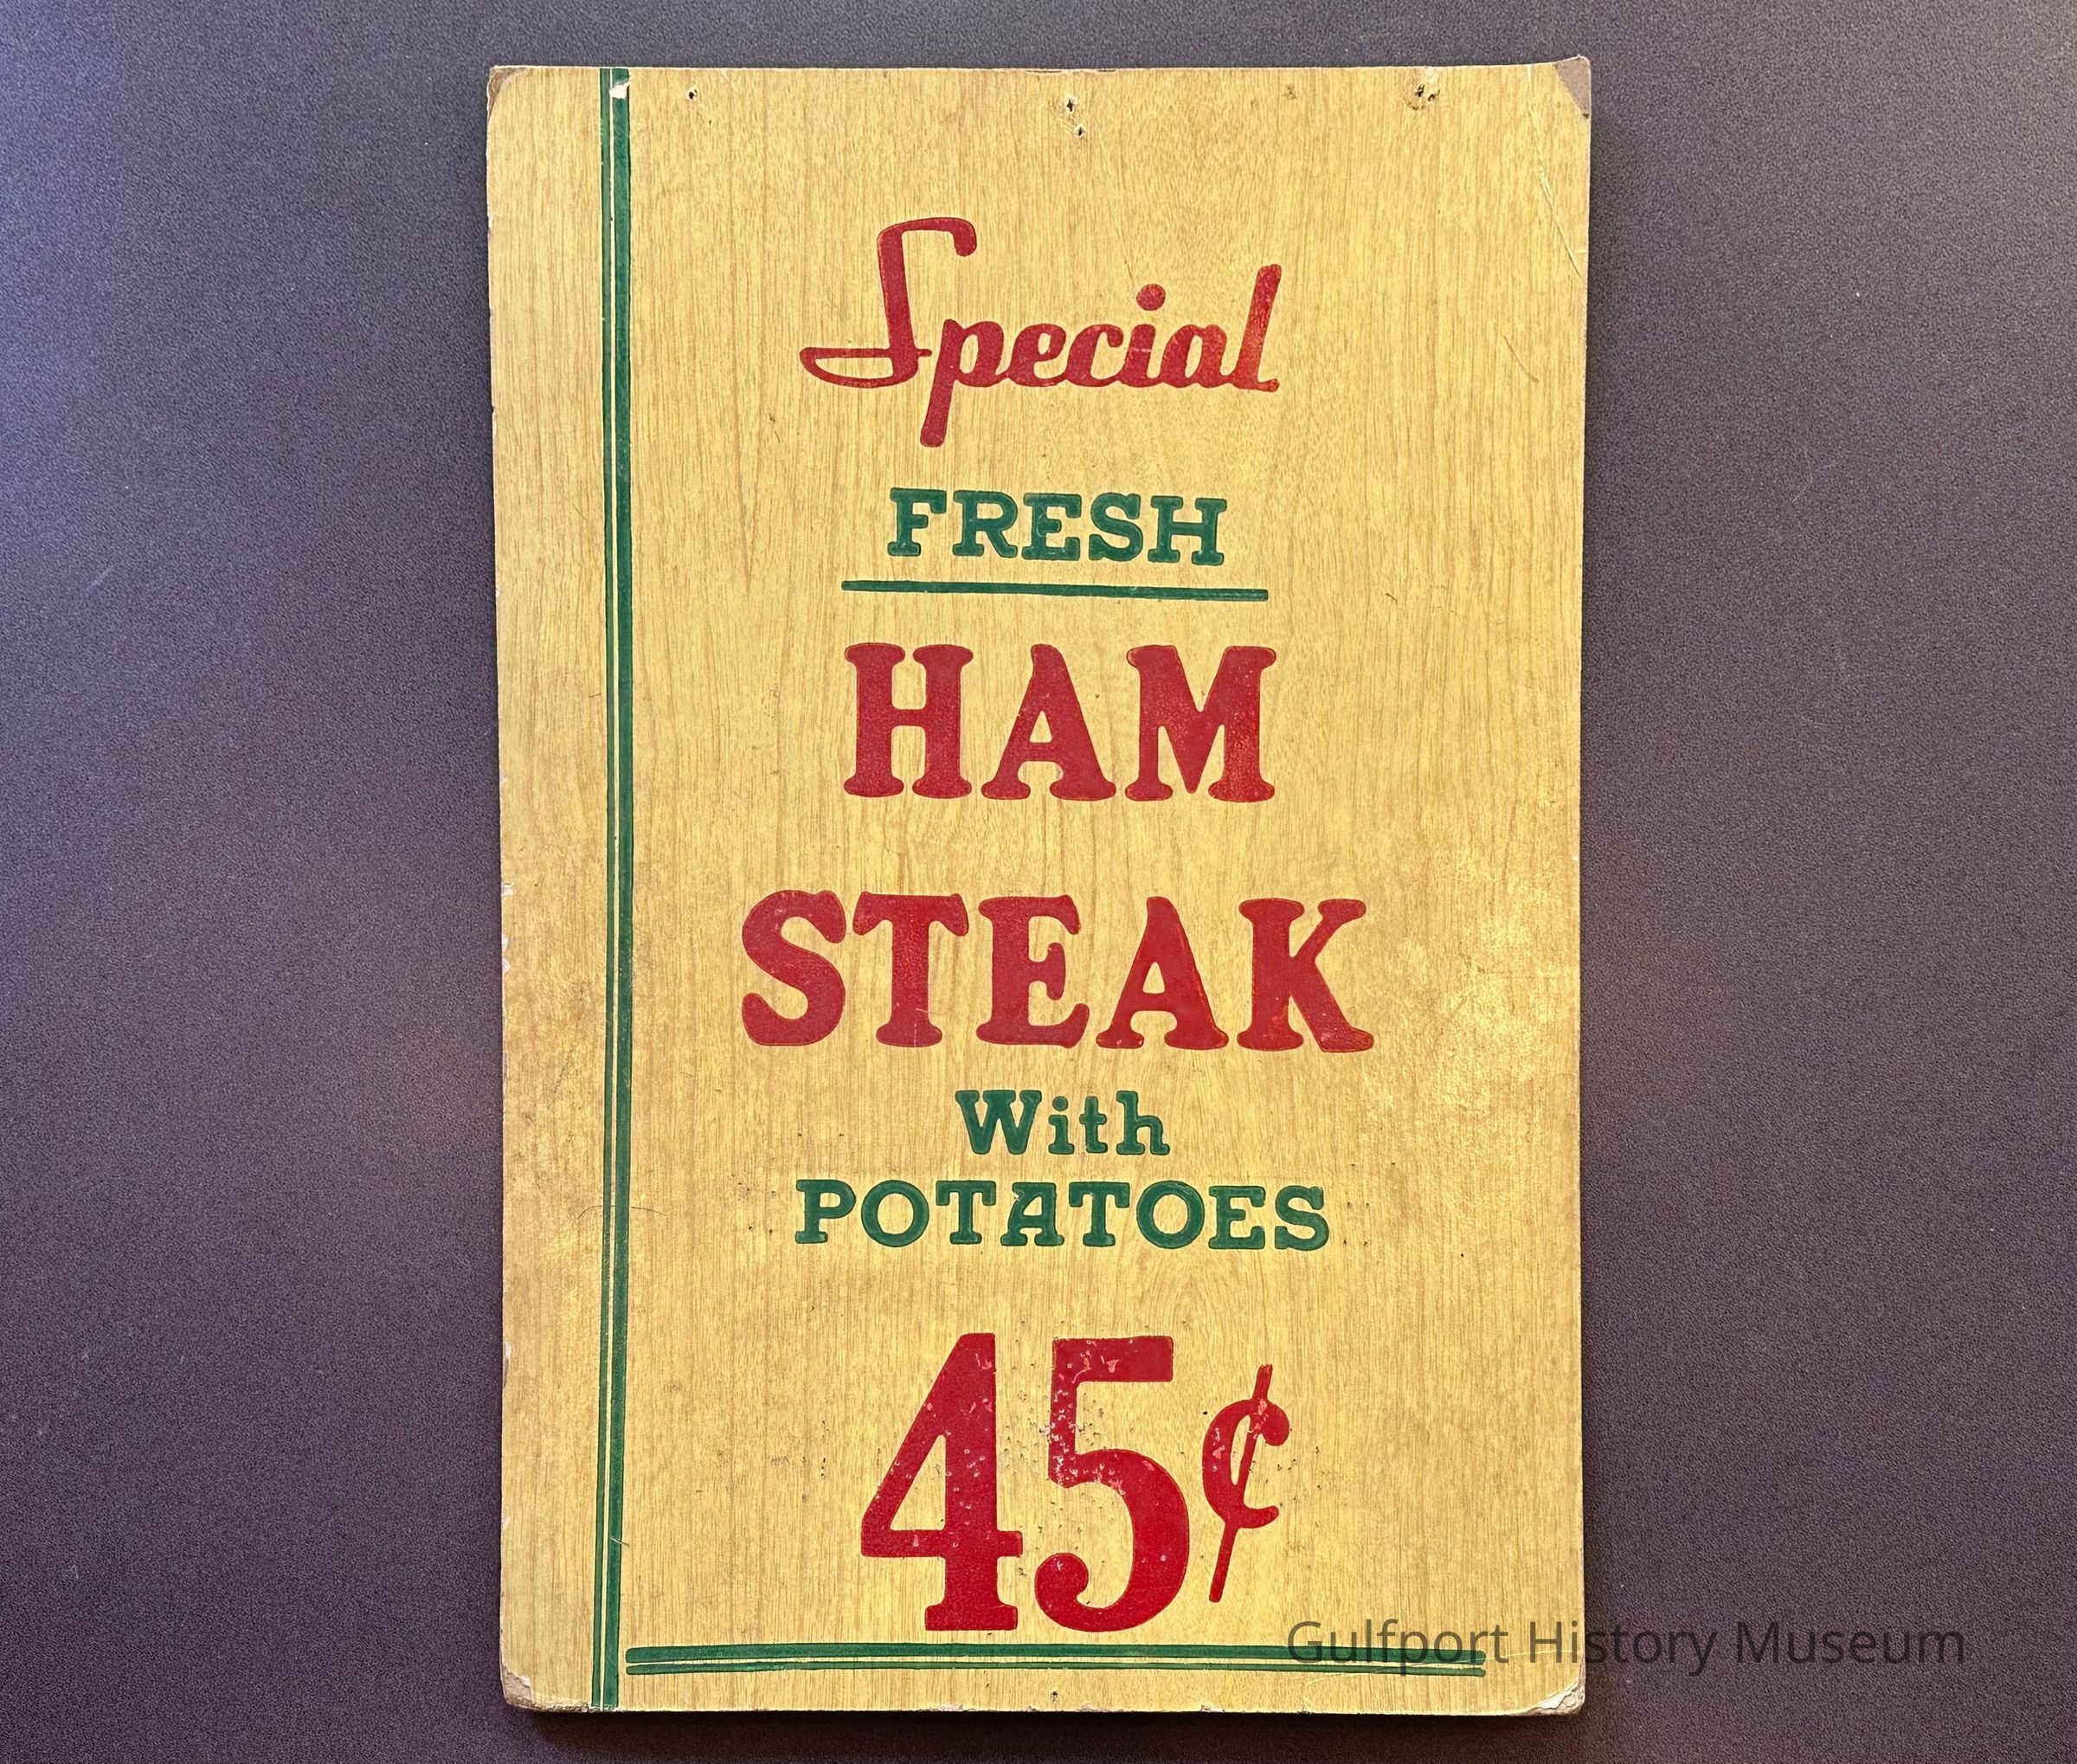 Special
FRESH
HAM
STEAK
With
POTATOES
45¢
Gulfport History Museum